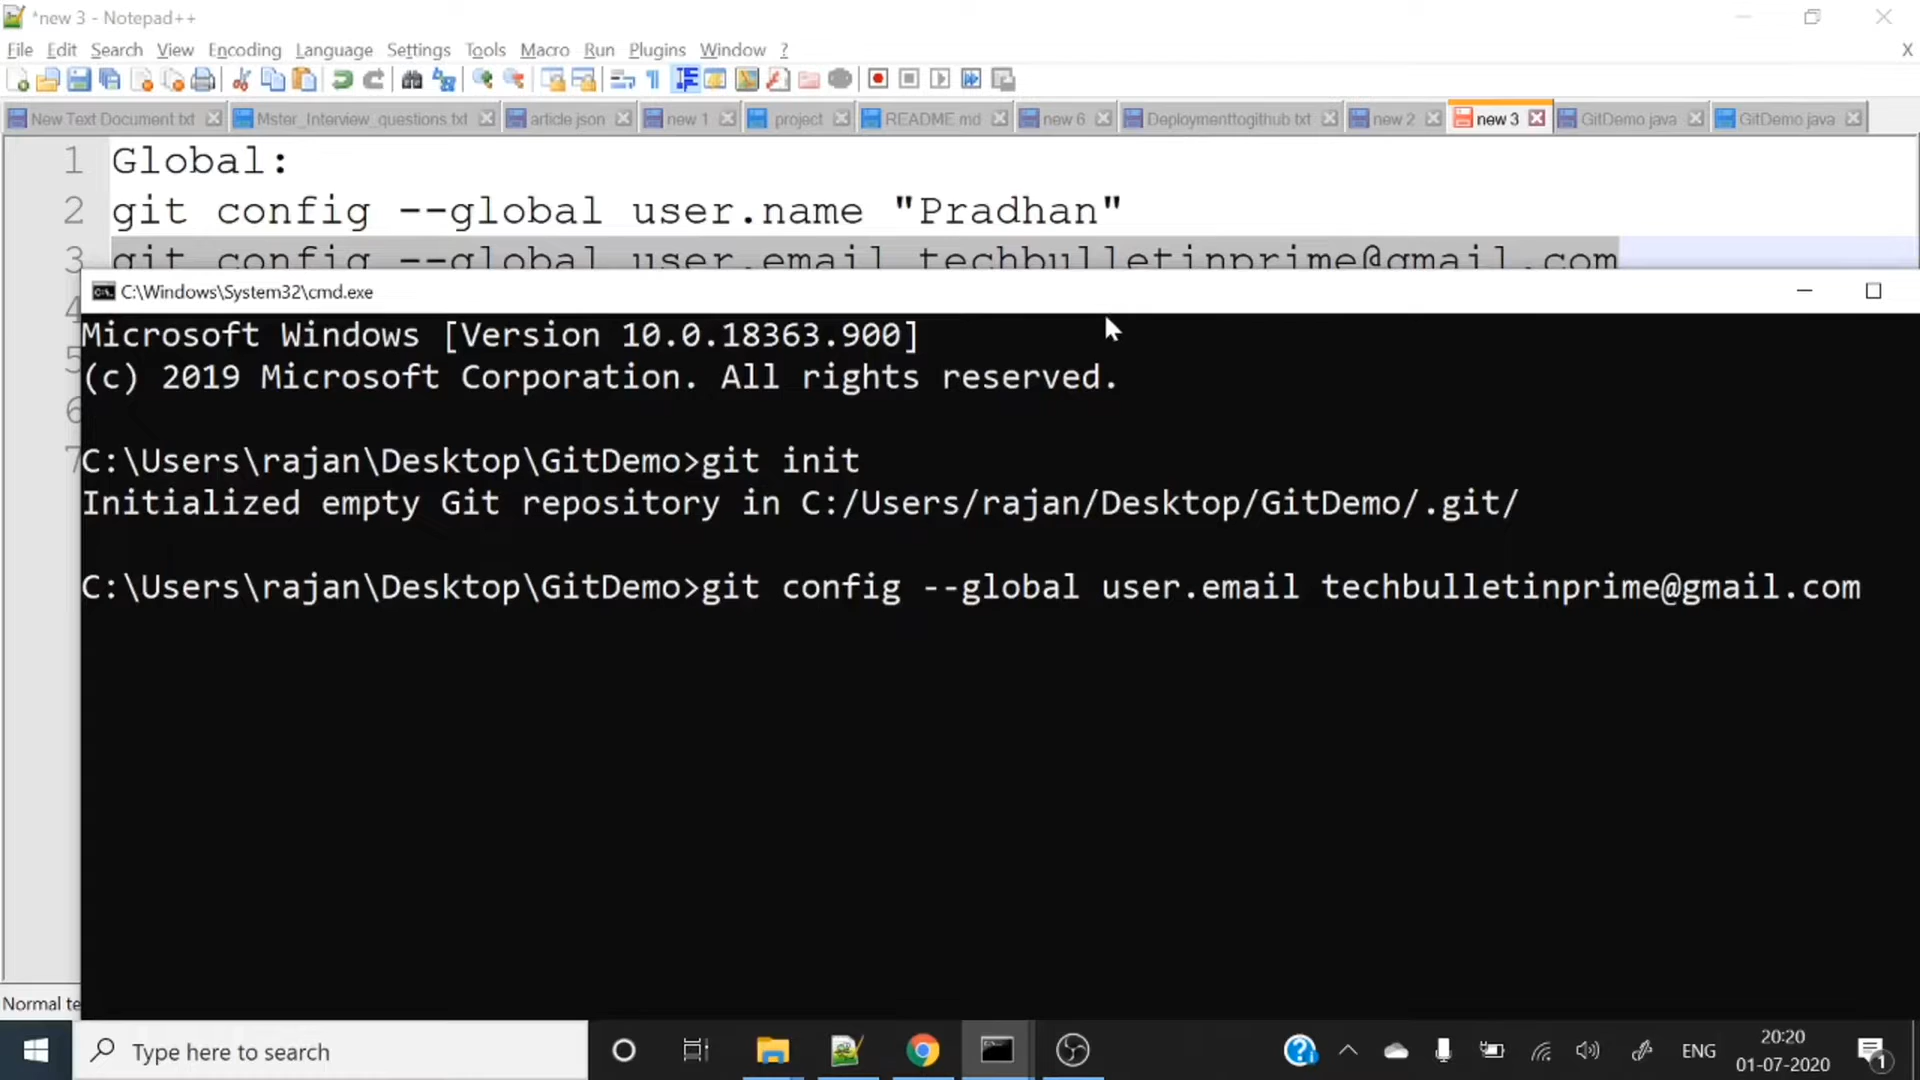 *new 3 - Notepad++
File Edit Search View Encoding Language Settings Tools Macro Run Plugins Window ?
X
New Text Document txt Mster_Interview_questions.txt article json new 1 project README md new 6 Deploymenttogithub txt new 2 new 3 GitDemo java GitDemo java
1 Global:
2 git config --global user.name "Pradhan"
3 git config --global user.email techbulletinprime@gmail.com
4
5
6
7
C:\Windows\System32\cmd.exe
Microsoft Windows [Version 10.0.18363.900]
(c) 2019 Microsoft Corporation. All rights reserved.
C:\Users\rajan\Desktop\GitDemo>git init
Initialized empty Git repository in C:/Users/rajan/Desktop/GitDemo/.git/
C:\Users\rajan\Desktop\GitDemo>git config --global user.email techbulletinprime@gmail.com
Normal te
Type here to search
ENG
20:20
01-07-2020
1